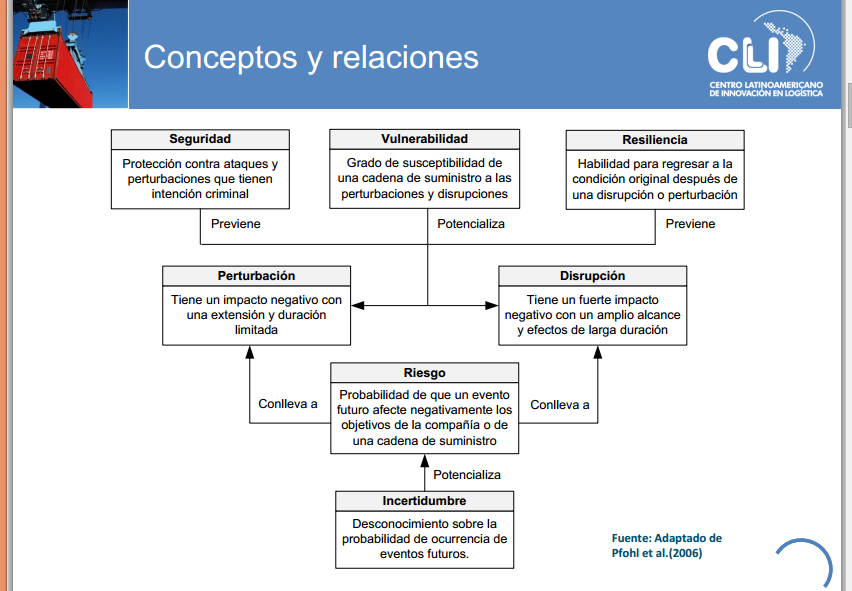 Conceptos y relaciones
CLI
CENTRO LATINOAMERICANO
DE INNOVACIÓN EN LOGÍSTICA
Seguridad
Protección contra ataques y
perturbaciones que tienen
intención criminal
Vulnerabilidad
Grado de susceptibilidad de
una cadena de suministro a las
perturbaciones y disrupciones
Resiliencia
Habilidad para regresar a la
condición original después de
una disrupción o perturbación
Previene
Potencializa
Previene
Perturbación
Tiene un impacto negativo con
una extensión y duración
limitada
Disrupción
Tiene un fuerte impacto
negativo con un amplio alcance
y efectos de larga duración
Riesgo
Probabilidad de que un evento
futuro afecte negativamente los
objetivos de la compañía o de
una cadena de suministro
Conlleva a
Conlleva a
Potencializa
Incertidumbre
Desconocimiento sobre la
probabilidad de ocurrencia de
eventos futuros.
Fuente: Adaptado de
Pfohl et al.(2006)